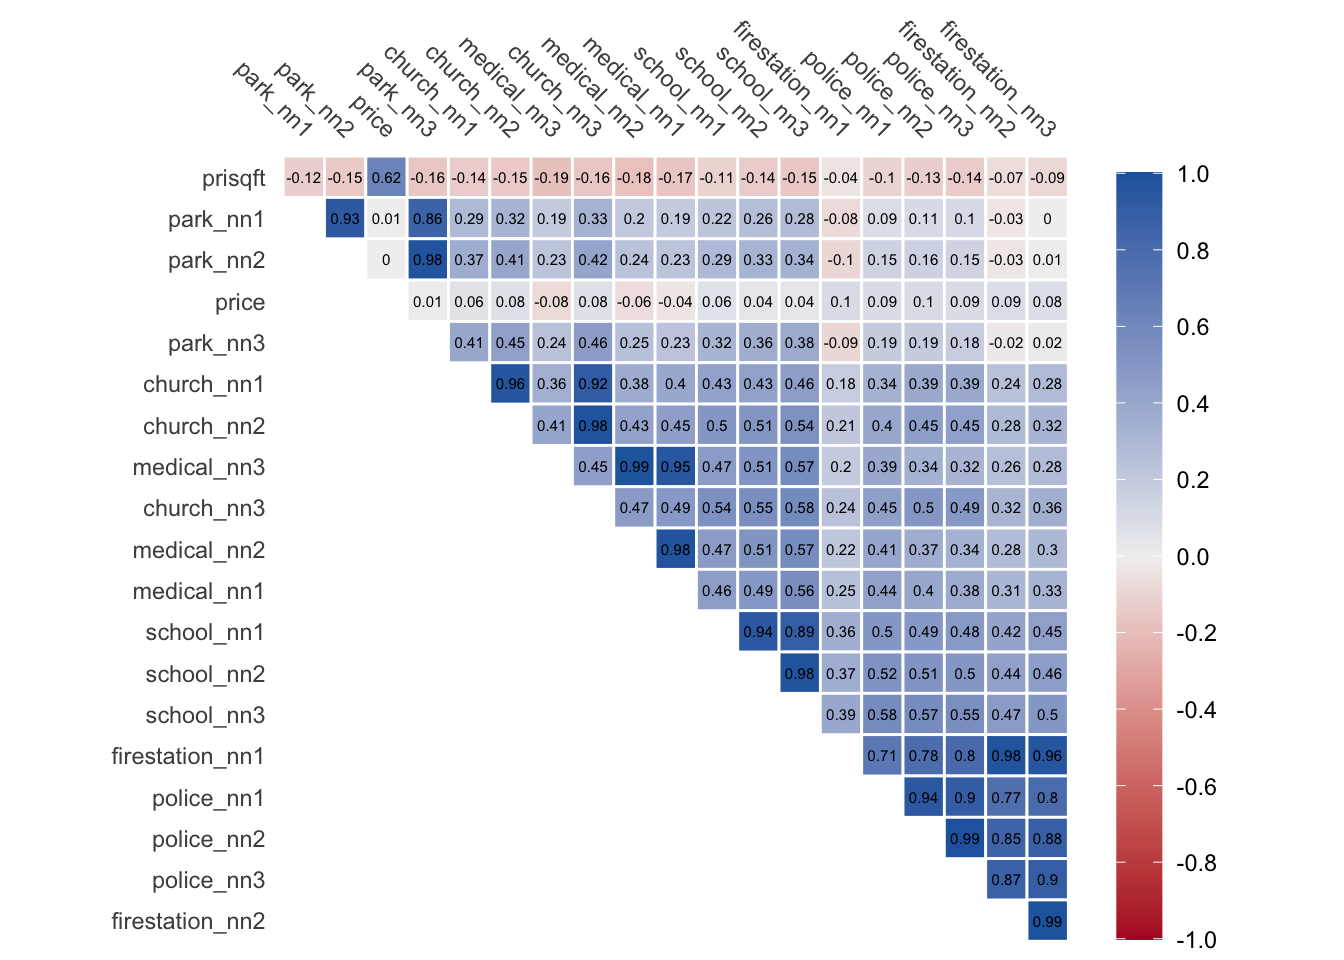 park_nn1
park_nn2
price
park_nn3
church_nn1
church_nn2
medical_nn3
church_nn3
medical_nn2
medical_nn1
school_nn1
school_nn2
school_nn3
firestation_nn1
police_nn1
police_nn2
police_nn3
firestation_nn2
firestation_nn3
prisqft -0.12 -0.15 0.62 -0.16 -0.14 -0.15 -0.19 -0.16 -0.18 -0.17 -0.11 -0.14 -0.15 -0.04 -0.1 -0.13 -0.14 -0.07 -0.09
park_nn1 0.93 0.01 0.86 0.29 0.32 0.19 0.33 0.2 0.19 0.22 0.26 0.28 -0.08 0.09 0.11 0.1 -0.03 0
park_nn2 0 0.98 0.37 0.41 0.23 0.42 0.24 0.23 0.29 0.33 0.34 -0.1 0.15 0.16 0.15 -0.03 0.01
price 0.01 0.06 0.08 -0.08 0.08 -0.06 -0.04 0.06 0.04 0.04 0.1 0.09 0.1 0.09 0.09 0.08
park_nn3 0.41 0.45 0.24 0.46 0.25 0.23 0.32 0.36 0.38 -0.09 0.19 0.19 0.18 -0.02 0.02
church_nn1 0.96 0.36 0.92 0.38 0.4 0.43 0.43 0.46 0.18 0.34 0.39 0.39 0.24 0.28
church_nn2 0.41 0.98 0.43 0.45 0.5 0.51 0.54 0.21 0.4 0.45 0.45 0.28 0.32
medical_nn3 0.45 0.99 0.95 0.47 0.51 0.57 0.2 0.39 0.34 0.32 0.26 0.28
church_nn3 0.47 0.49 0.54 0.55 0.58 0.24 0.45 0.5 0.49 0.32 0.36
medical_nn2 0.98 0.47 0.51 0.57 0.22 0.41 0.37 0.34 0.28 0.3
medical_nn1 0.46 0.49 0.56 0.25 0.44 0.4 0.38 0.31 0.33
school_nn1 0.94 0.89 0.36 0.5 0.49 0.48 0.42 0.45
school_nn2 0.98 0.37 0.52 0.51 0.5 0.44 0.46
school_nn3 0.39 0.58 0.57 0.55 0.47 0.5
firestation_nn1 0.71 0.78 0.8 0.98 0.96
police_nn1 0.94 0.9 0.77 0.8
police_nn2 0.99 0.85 0.88
police_nn3 0.87 0.9
firestation_nn2 0.99
1.0
0.8
0.6
0.4
0.2
0.0
-0.2
-0.4
-0.6
-0.8
-1.0